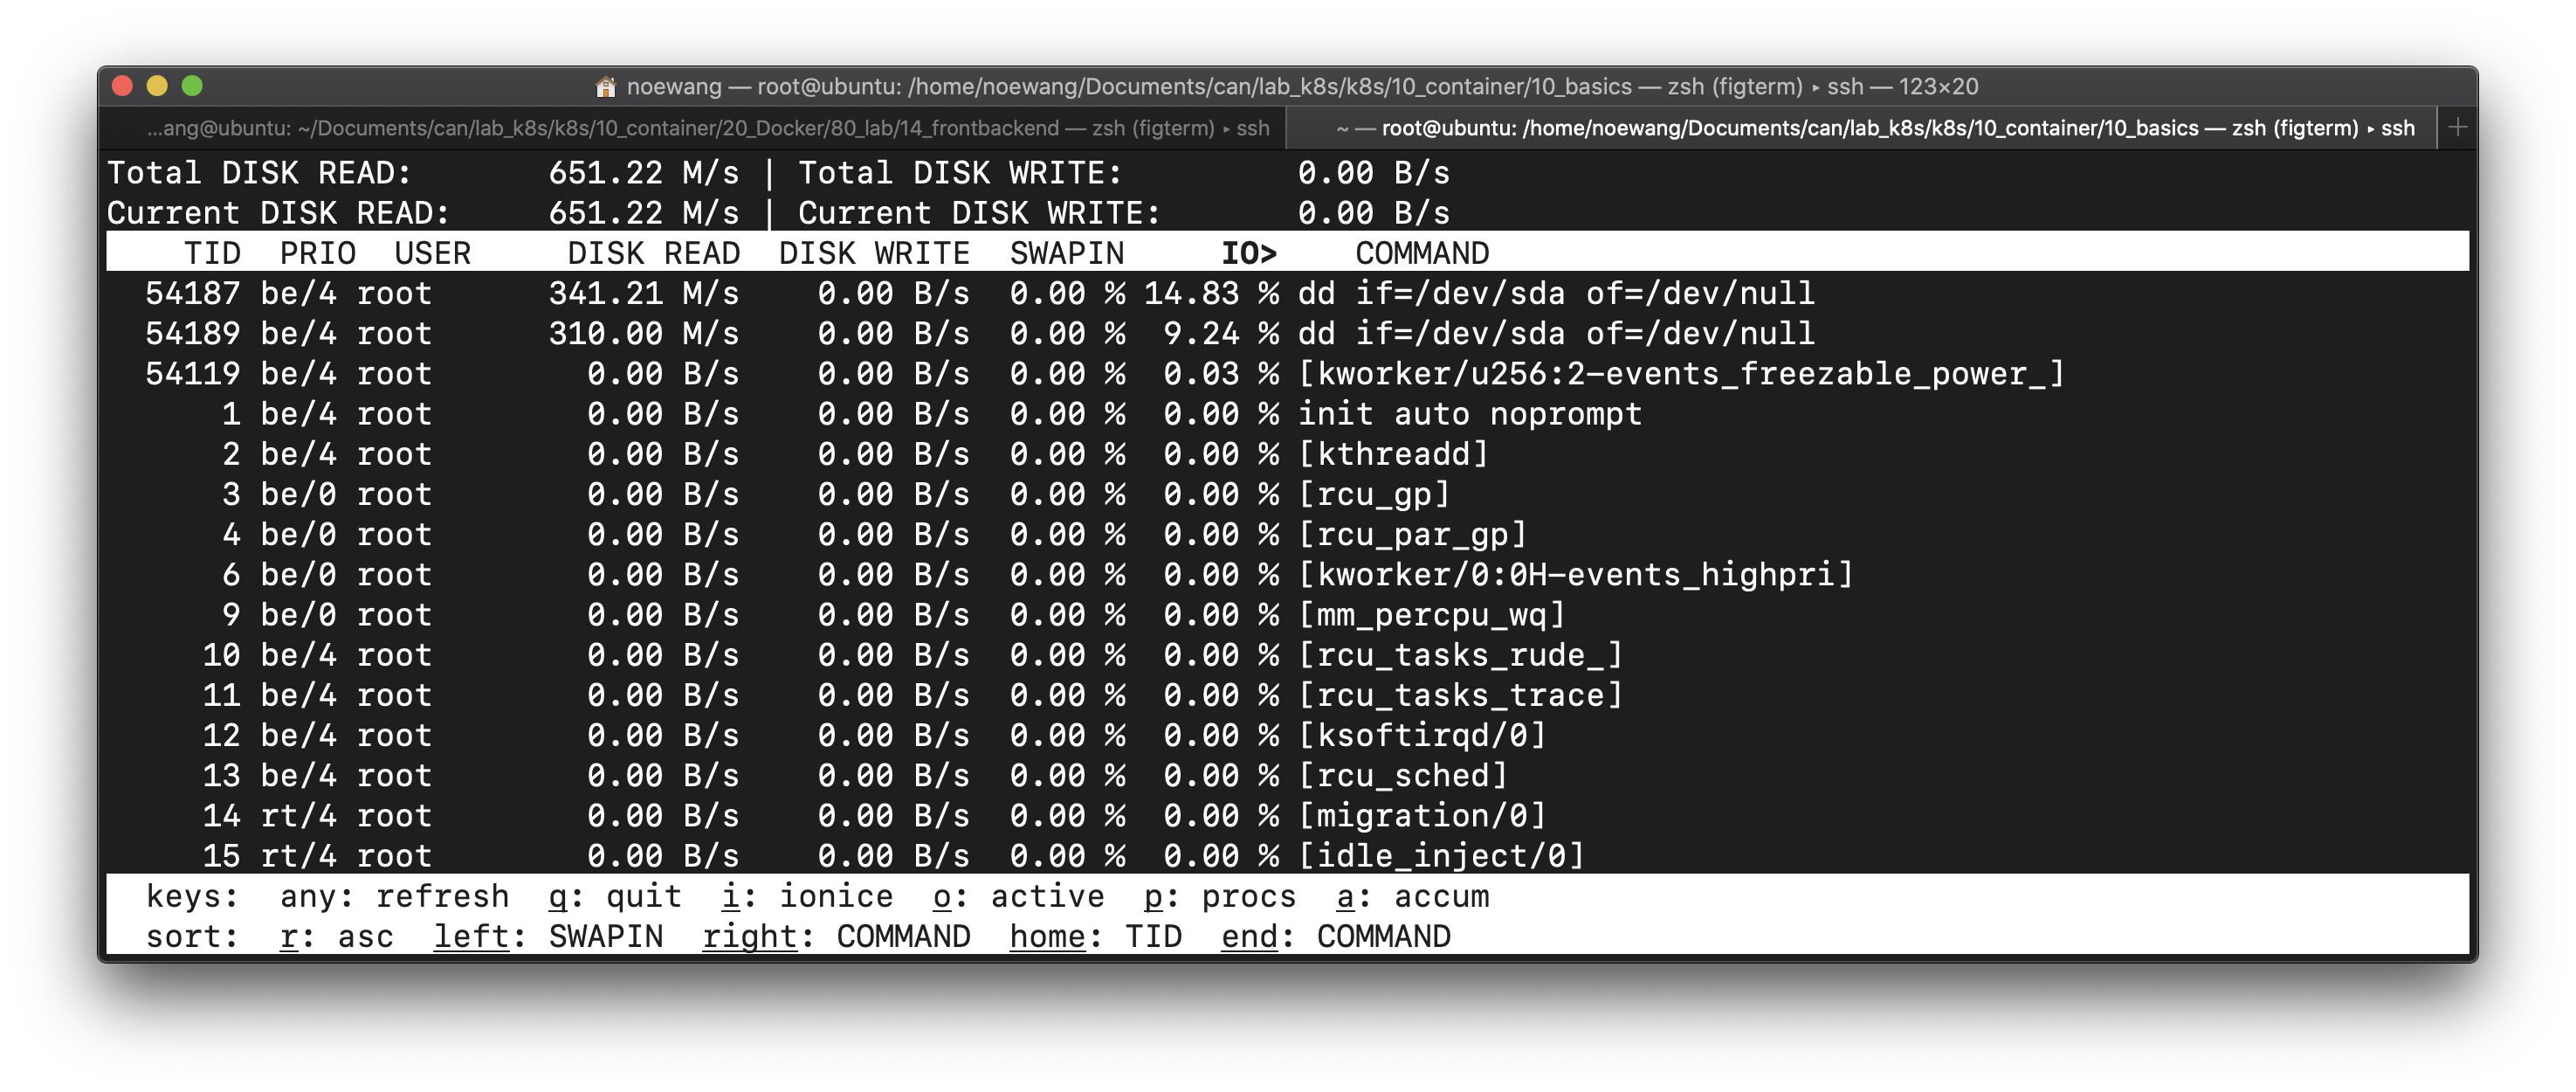 noewang — root@ubuntu: /home/noewang/Documents/can/lab_k8s/k8s/10_container/10_basics — zsh (figterm) ▸ ssh — 123×20
...ang@ubuntu: ~/Documents/can/lab_k8s/k8s/10_container/20_Docker/80_lab/14_frontbackend — zsh (figterm) ▸ ssh
~ — root@ubuntu: /home/noewang/Documents/can/lab_k8s/k8s/10_container/10_basics — zsh (figterm) ▸ ssh
Total DISK READ:       651.22 M/s | Total DISK WRITE:         0.00 B/s
Current DISK READ:     651.22 M/s | Current DISK WRITE:       0.00 B/s
    TID  PRIO  USER     DISK READ  DISK WRITE  SWAPIN     IO>    COMMAND
  54187 be/4 root      341.21 M/s    0.00 B/s  0.00 % 14.83 % dd if=/dev/sda of=/dev/null
  54189 be/4 root      310.00 M/s    0.00 B/s  0.00 %  9.24 % dd if=/dev/sda of=/dev/null
  54119 be/4 root        0.00 B/s    0.00 B/s  0.00 %  0.03 % [kworker/u256:2-events_freezable_power_]
      1 be/4 root        0.00 B/s    0.00 B/s  0.00 %  0.00 % init auto noprompt
      2 be/4 root        0.00 B/s    0.00 B/s  0.00 %  0.00 % [kthreadd]
      3 be/0 root        0.00 B/s    0.00 B/s  0.00 %  0.00 % [rcu_gp]
      4 be/0 root        0.00 B/s    0.00 B/s  0.00 %  0.00 % [rcu_par_gp]
      6 be/0 root        0.00 B/s    0.00 B/s  0.00 %  0.00 % [kworker/0:0H-events_highpri]
      9 be/0 root        0.00 B/s    0.00 B/s  0.00 %  0.00 % [mm_percpu_wq]
     10 be/4 root        0.00 B/s    0.00 B/s  0.00 %  0.00 % [rcu_tasks_rude_]
     11 be/4 root        0.00 B/s    0.00 B/s  0.00 %  0.00 % [rcu_tasks_trace]
     12 be/4 root        0.00 B/s    0.00 B/s  0.00 %  0.00 % [ksoftirqd/0]
     13 be/4 root        0.00 B/s    0.00 B/s  0.00 %  0.00 % [rcu_sched]
     14 rt/4 root        0.00 B/s    0.00 B/s  0.00 %  0.00 % [migration/0]
     15 rt/4 root        0.00 B/s    0.00 B/s  0.00 %  0.00 % [idle_inject/0]
  keys:  any: refresh  q: quit  i: ionice  o: active  p: procs  a: accum
  sort:  r: asc  left: SWAPIN  right: COMMAND  home: TID  end: COMMAND